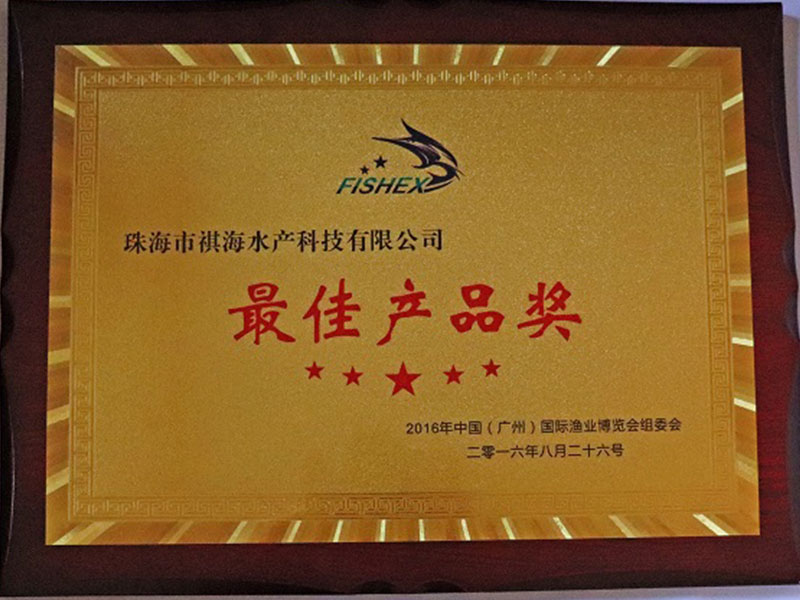 FISHEX
珠海市祺海水产科技有限公司
最佳产品奖
2016年中国（广州）国际渔业博览会组委会
二零一六年八月二十六号